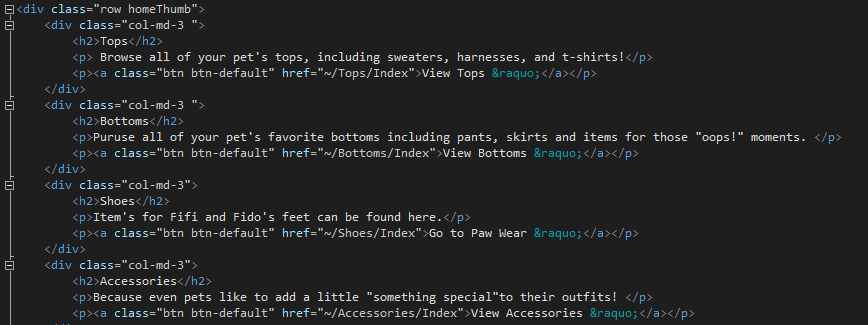 <div class="row homeThumb">
<div class="col-md-3 ">
<h2>Tops</h2>
<p> Browse all of your pet's tops, including sweaters, harnesses, and t-shirts!</p>
<p><a class="btn btn-default" href="~/Tops/Index">View Tops &raquo;</a></p>
</div>
<div class="col-md-3 ">
<h2>Bottoms</h2>
<p>Puruse all of your pet's favorite bottoms including pants, skirts and items for those "oops!" moments. </p>
<p><a class="btn btn-default" href="~/Bottoms/Index">View Bottoms &raquo;</a></p>
</div>
<div class="col-md-3">
<h2>Shoes</h2>
<p>Item's for Fifi and Fido's feet can be found here.</p>
<p><a class="btn btn-default" href="~/Shoes/Index">Go to Paw Wear &raquo;</a></p>
</div>
<div class="col-md-3">
<h2>Accessories</h2>
<p>Because even pets like to add a little "something special"to their outfits! </p>
<p><a class="btn btn-default" href="~/Accessories/Index">View Accessories &raquo;</a></p>